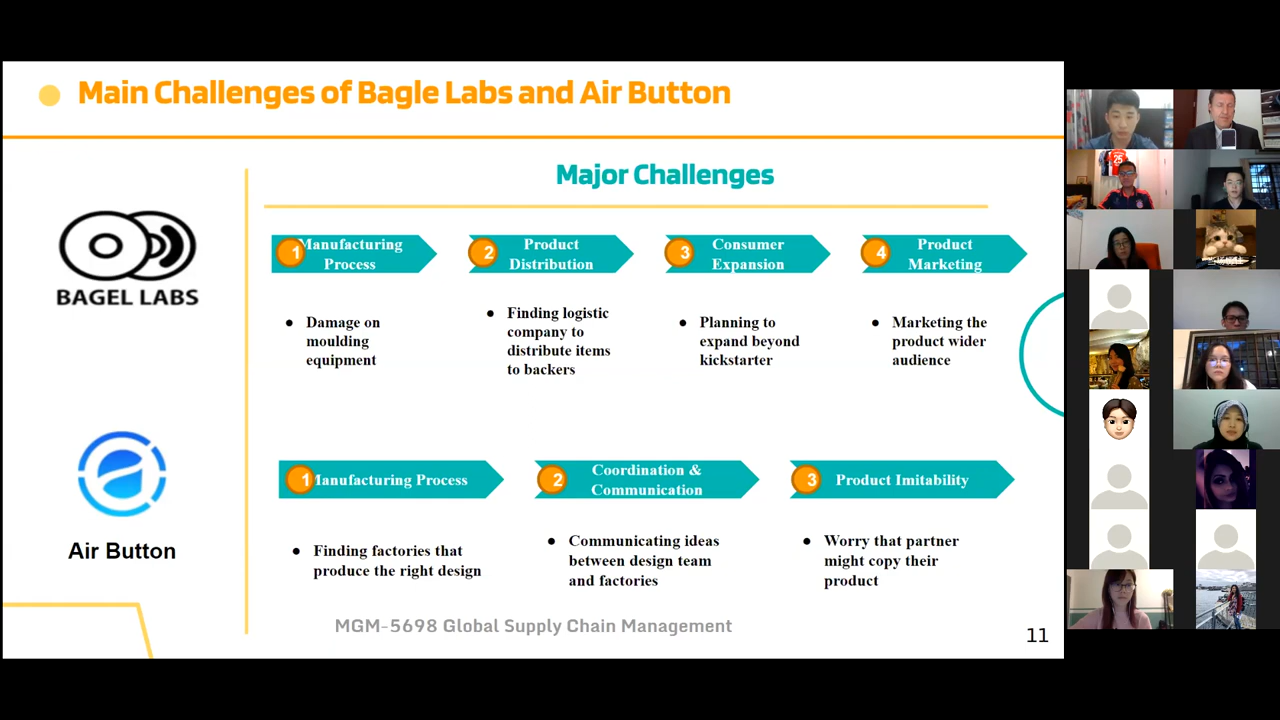 Main Challenges of Bagle Labs and Air Button
Major Challenges
BAGEL LABS
1
Manufacturing
Process
2
Product
Distribution
3
Consumer
Expansion
4
Product
Marketing
● Damage on
moulding
equipment
● Finding logistic
company to
distribute items
to backers
● Planning to
expand beyond
kickstarter
● Marketing the
product wider
audience
Air Button
1
Manufacturing Process
2
Coordination &
Communication
3
Product Imitability
● Finding factories that
produce the right design
● Communicating ideas
between design team
and factories
● Worry that partner
might copy their
product
MGM-5698 Global Supply Chain Management
11
25